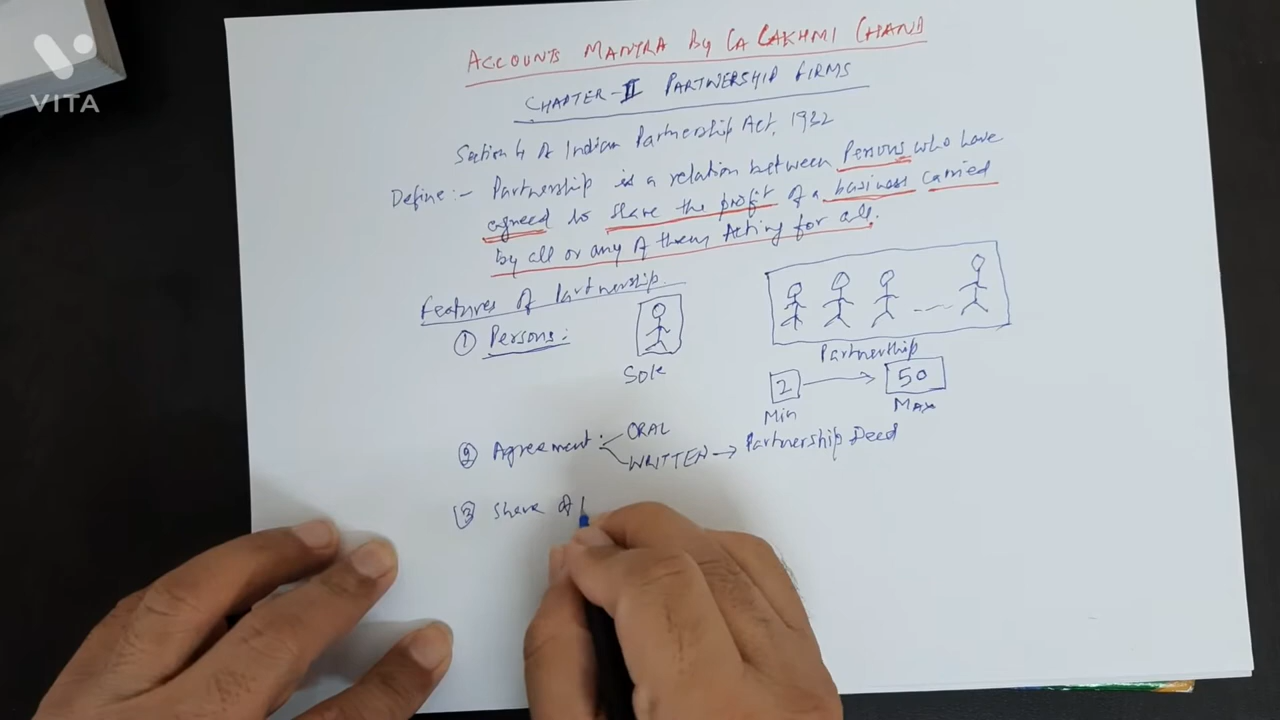 VITA
ACCOUNTS MANTRA By CA LAKHMI CHAND
CHAPTER-II PARTNERSHIP FIRMS
Section 4 of Indian Partnership Act, 1932
Define:- Partnership is a relation between Persons who have
agreed to share the profit of a business carried
by all or any of them Acting for all.
Features of Partnership.
① Persons:
Sole
Partnership
2 → 50
Min Max
② Agreement:
ORAL
WRITTEN → Partnership Deed
③ Share of